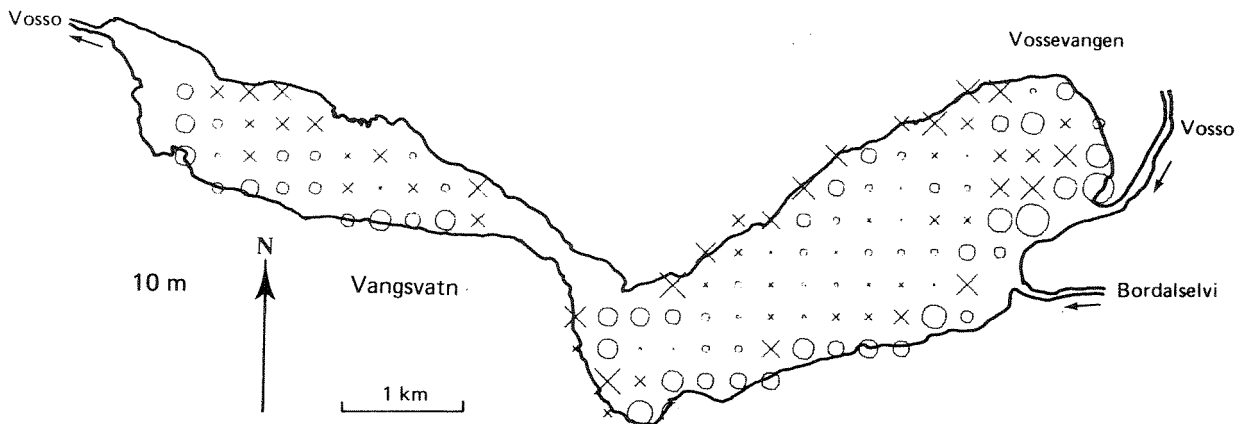 Vosso
Vossevangen
Vosso
N
10 m
Vangsvatn
Bordalselvi
1 km